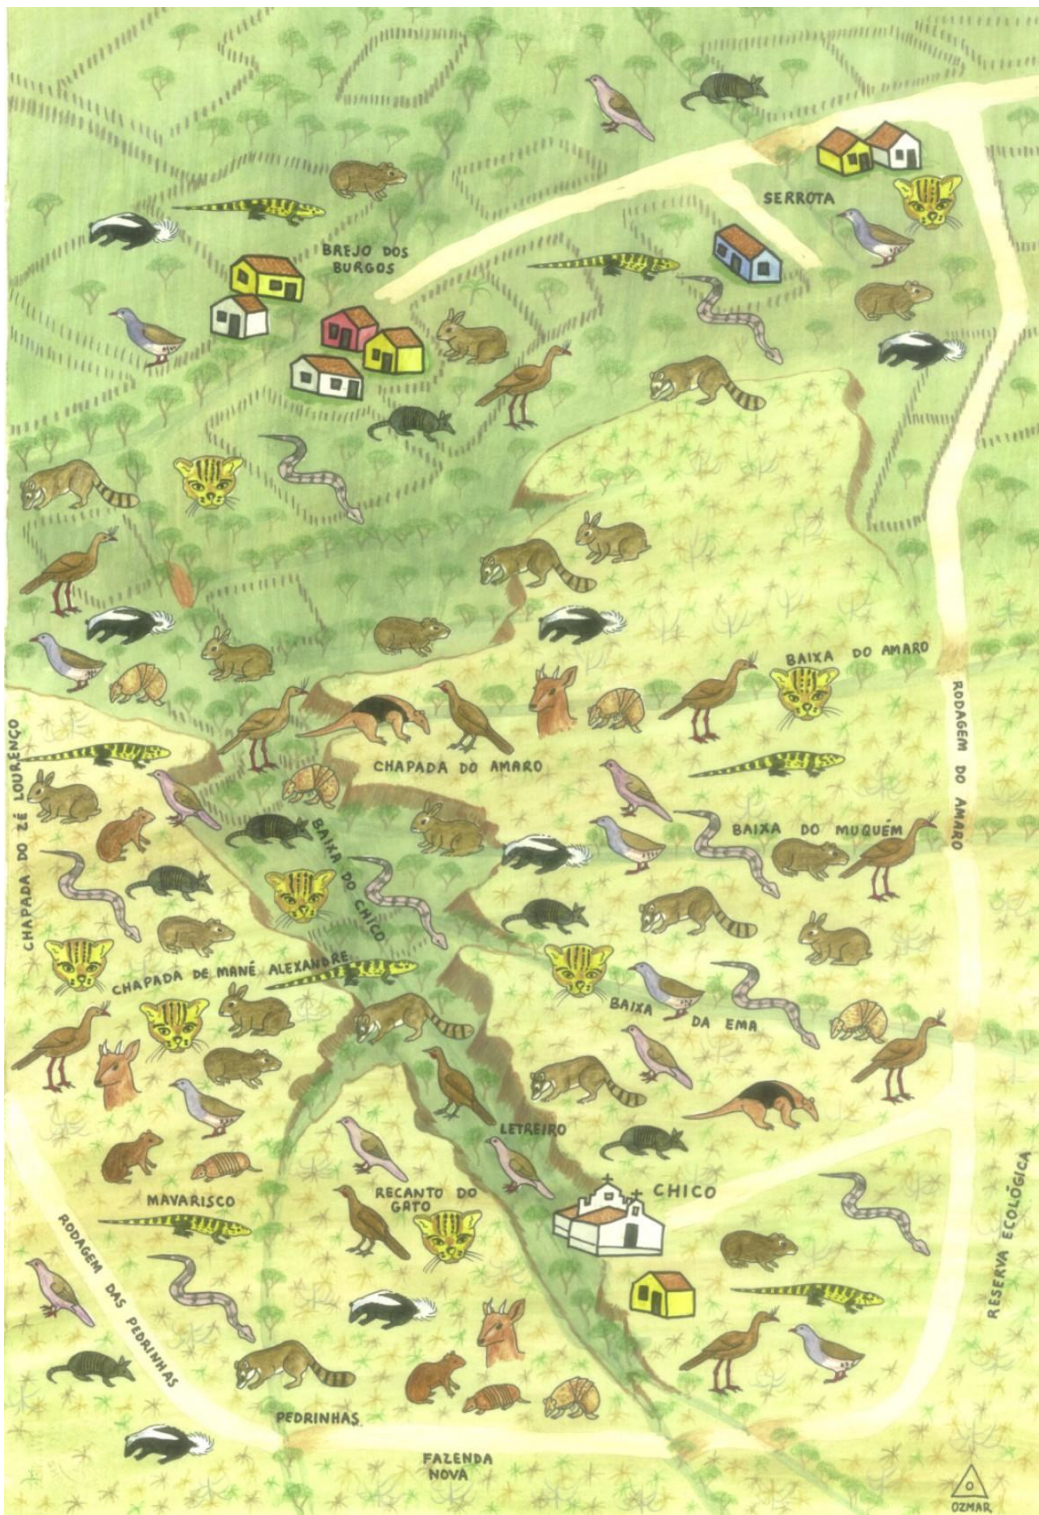 SERROTA
BREJO DOS
BURGOS
BAIXA DO AMARO
RODAGEM DO AMARO
CHAPADA DO ZÉ LOURENÇO
CHAPADA DO AMARO
BAIXA DO CHICO
BAIXA DO MUQUÉM
CHAPADA DE MANÉ ALEXANDRE
BAIXA DA EMA
LETREIRO
CHICO
MAVARISCO
RECANTO DO
GATO
RODAGEM DAS PEDRINHAS
RESERVA ECOLÓGICA
PEDRINHAS
FAZENDA
NOVA
OZMAR